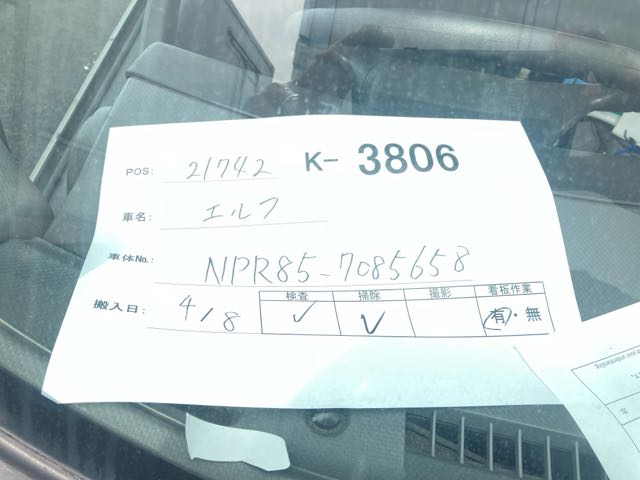 POS: 21742 K- 3806
車名: エルフ
車体No.: NPR85-7085658
搬入日: 4/8
検査 掃除 撮影 看板作業
✓ ✓ 有・無